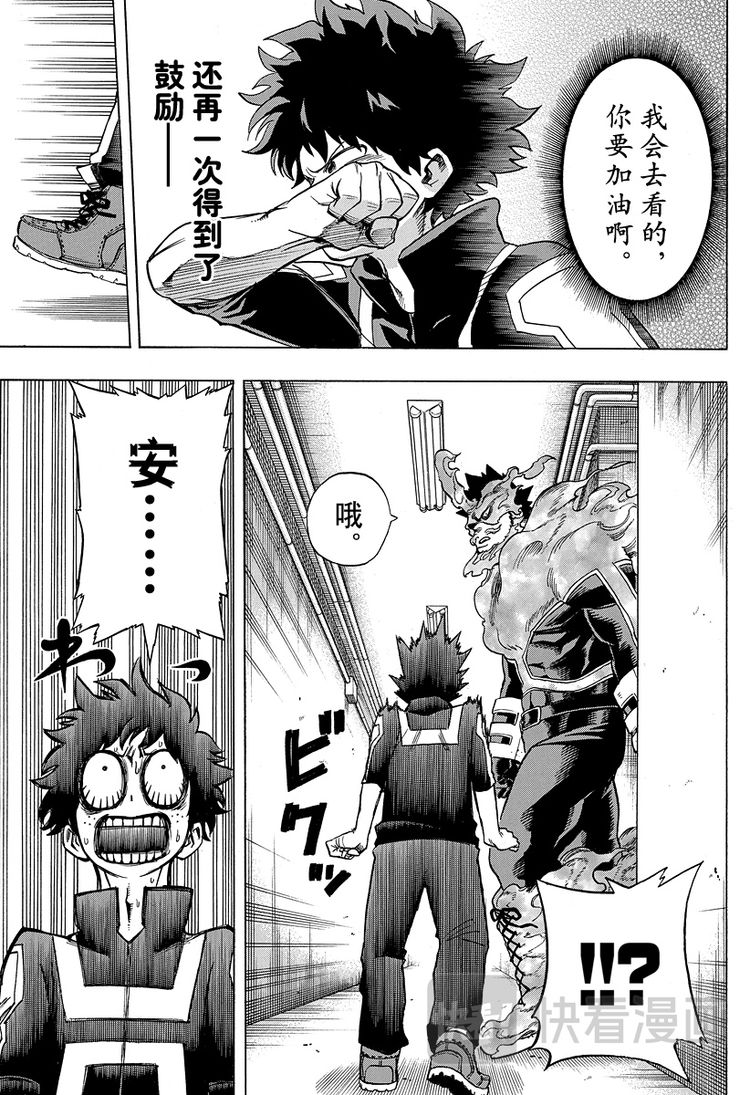 我会去看的，
你要加油啊。
还再一次得到了
鼓励——
哦。
ビクッ
!!?
安……
わっ
快看漫画